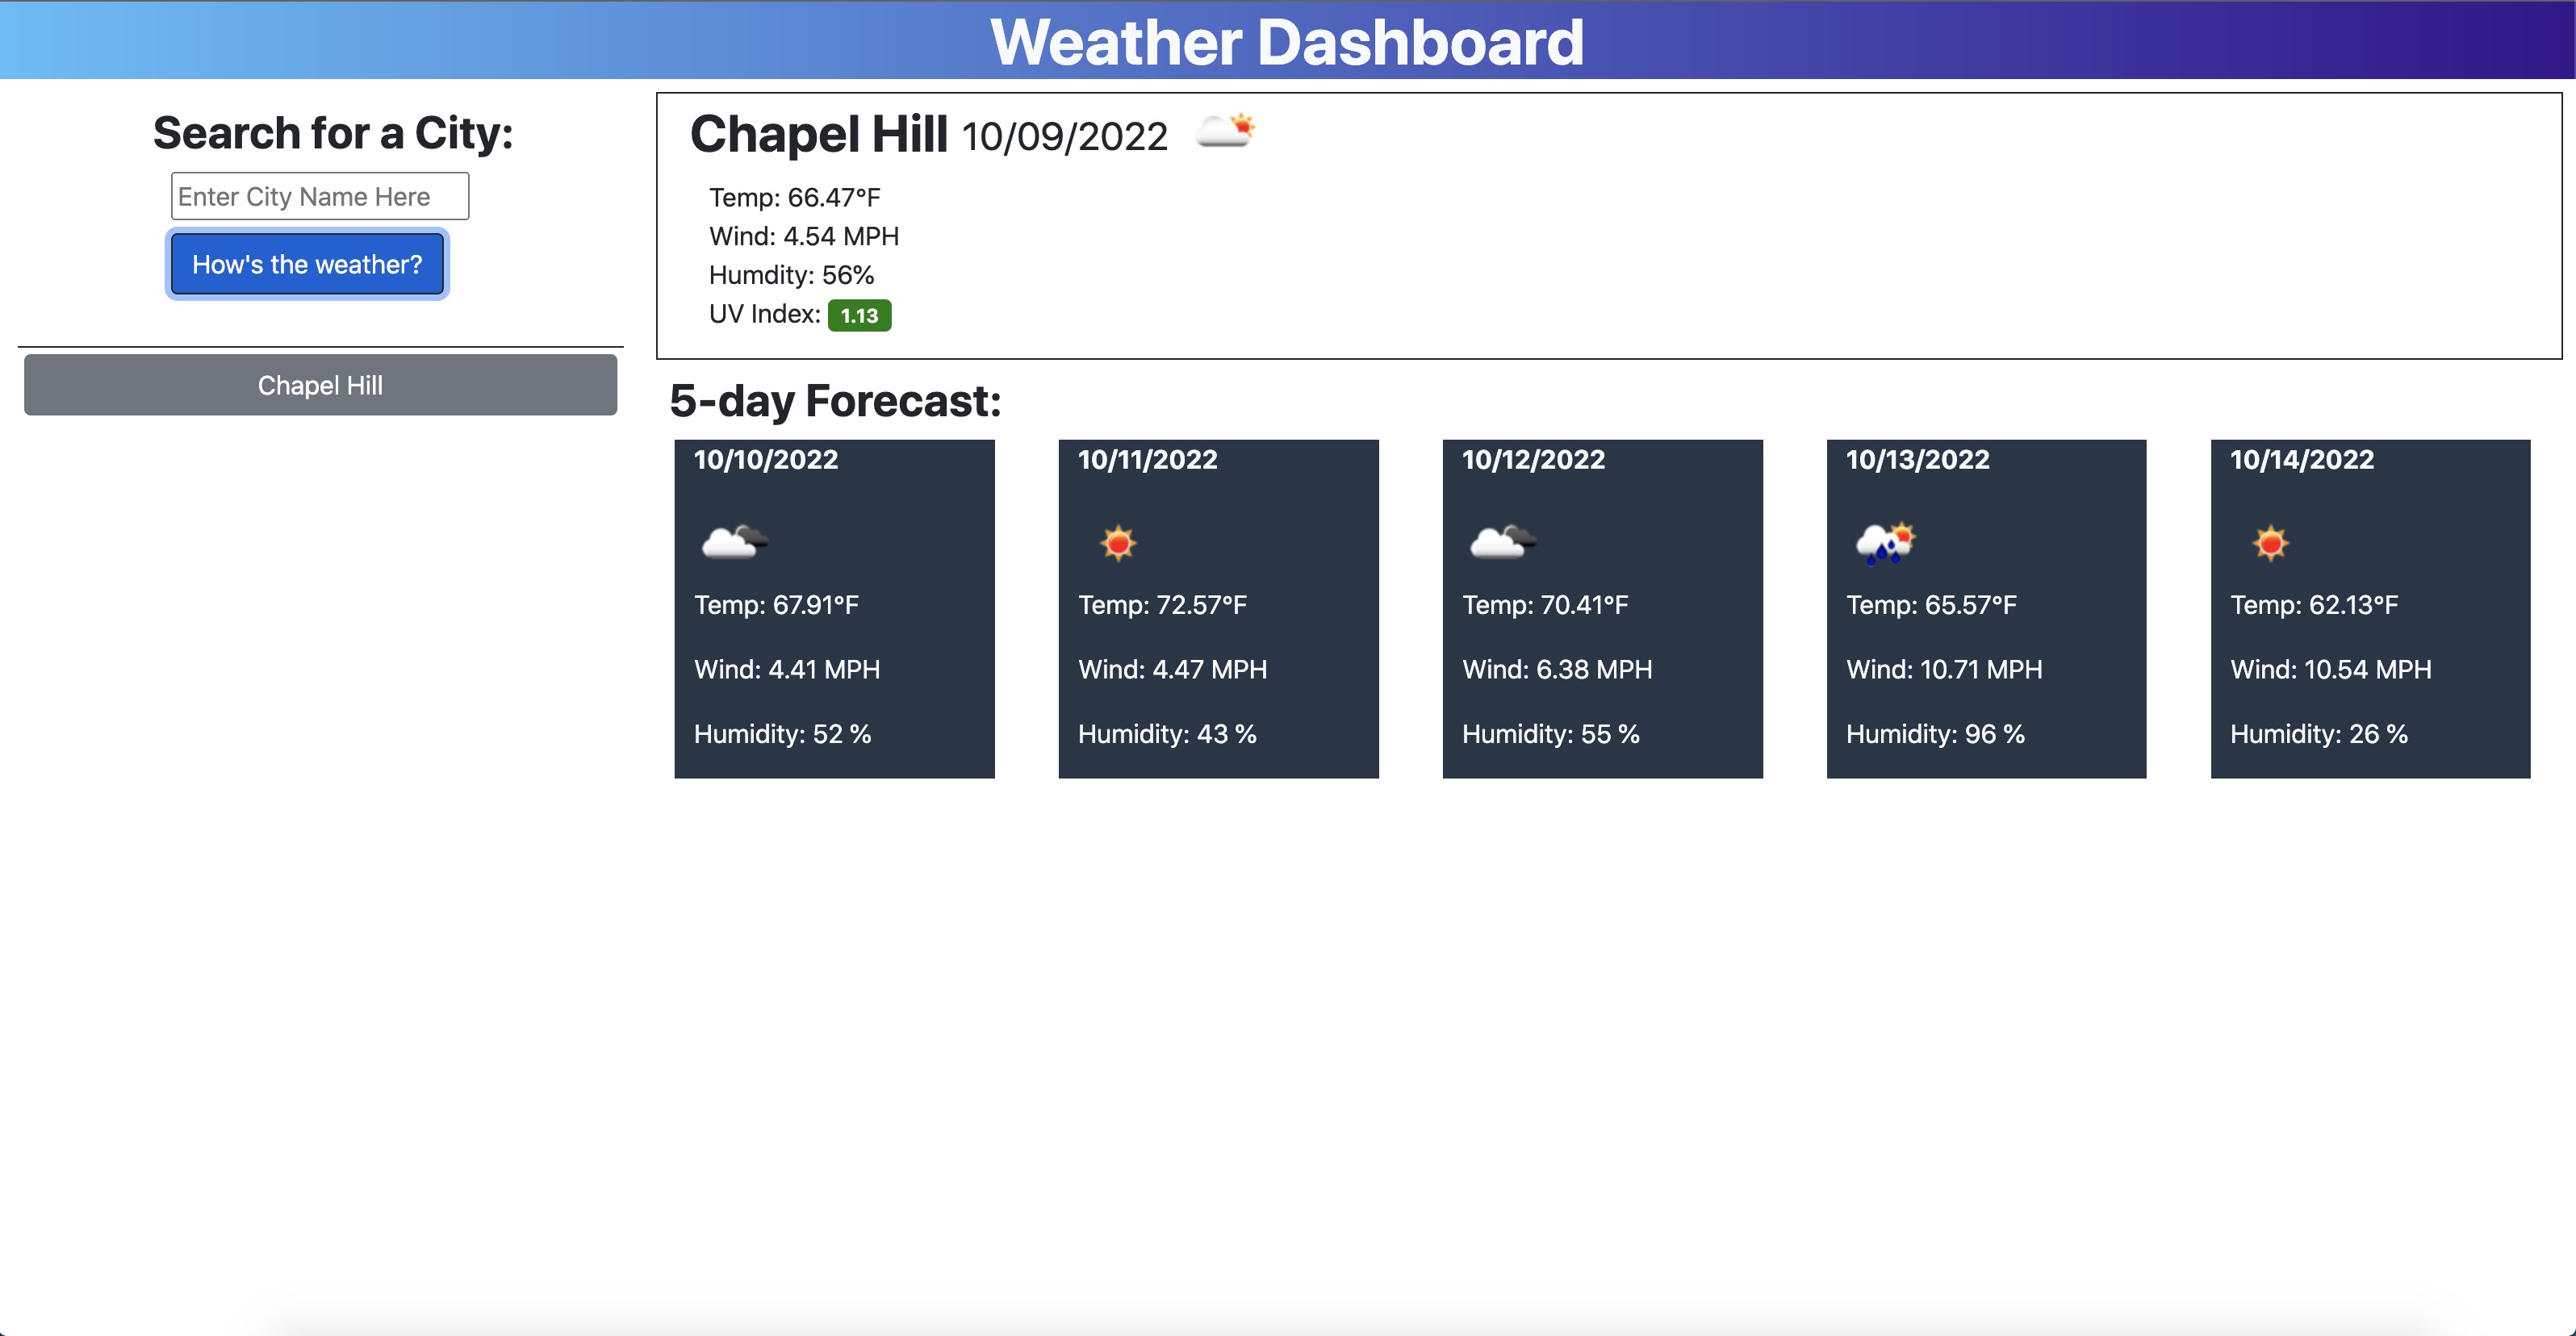 Weather Dashboard
Search for a City:
Enter City Name Here
How's the weather?
Chapel Hill
Chapel Hill 10/09/2022
Temp: 66.47°F
Wind: 4.54 MPH
Humdity: 56%
UV Index: 1.13
5-day Forecast:
10/10/2022
Temp: 67.91°F
Wind: 4.41 MPH
Humidity: 52 %
10/11/2022
Temp: 72.57°F
Wind: 4.47 MPH
Humidity: 43 %
10/12/2022
Temp: 70.41°F
Wind: 6.38 MPH
Humidity: 55 %
10/13/2022
Temp: 65.57°F
Wind: 10.71 MPH
Humidity: 96 %
10/14/2022
Temp: 62.13°F
Wind: 10.54 MPH
Humidity: 26 %